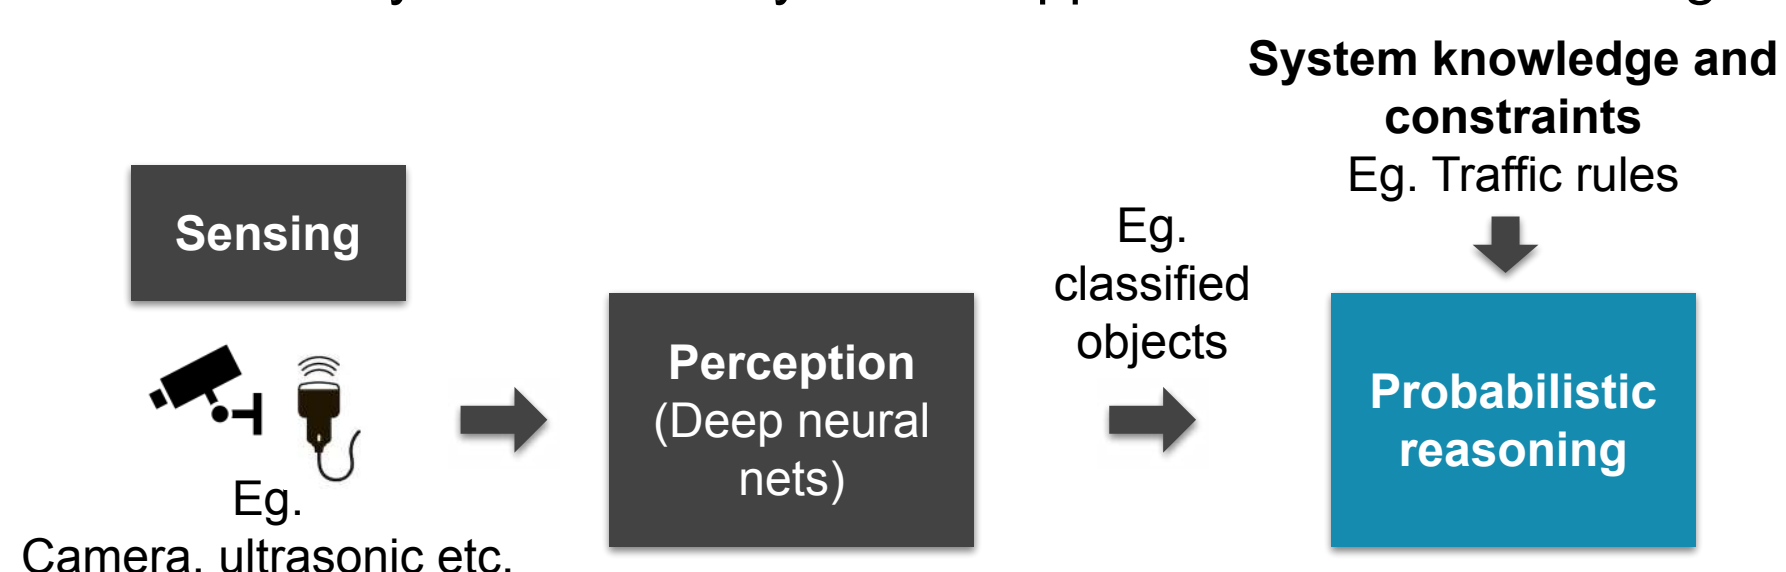 System knowledge and
constraints
Eg. Traffic rules
Sensing
Eg.
classified
objects
Perception
(Deep neural
nets)
Probabilistic
reasoning
Eg.
Camera, ultrasonic etc.